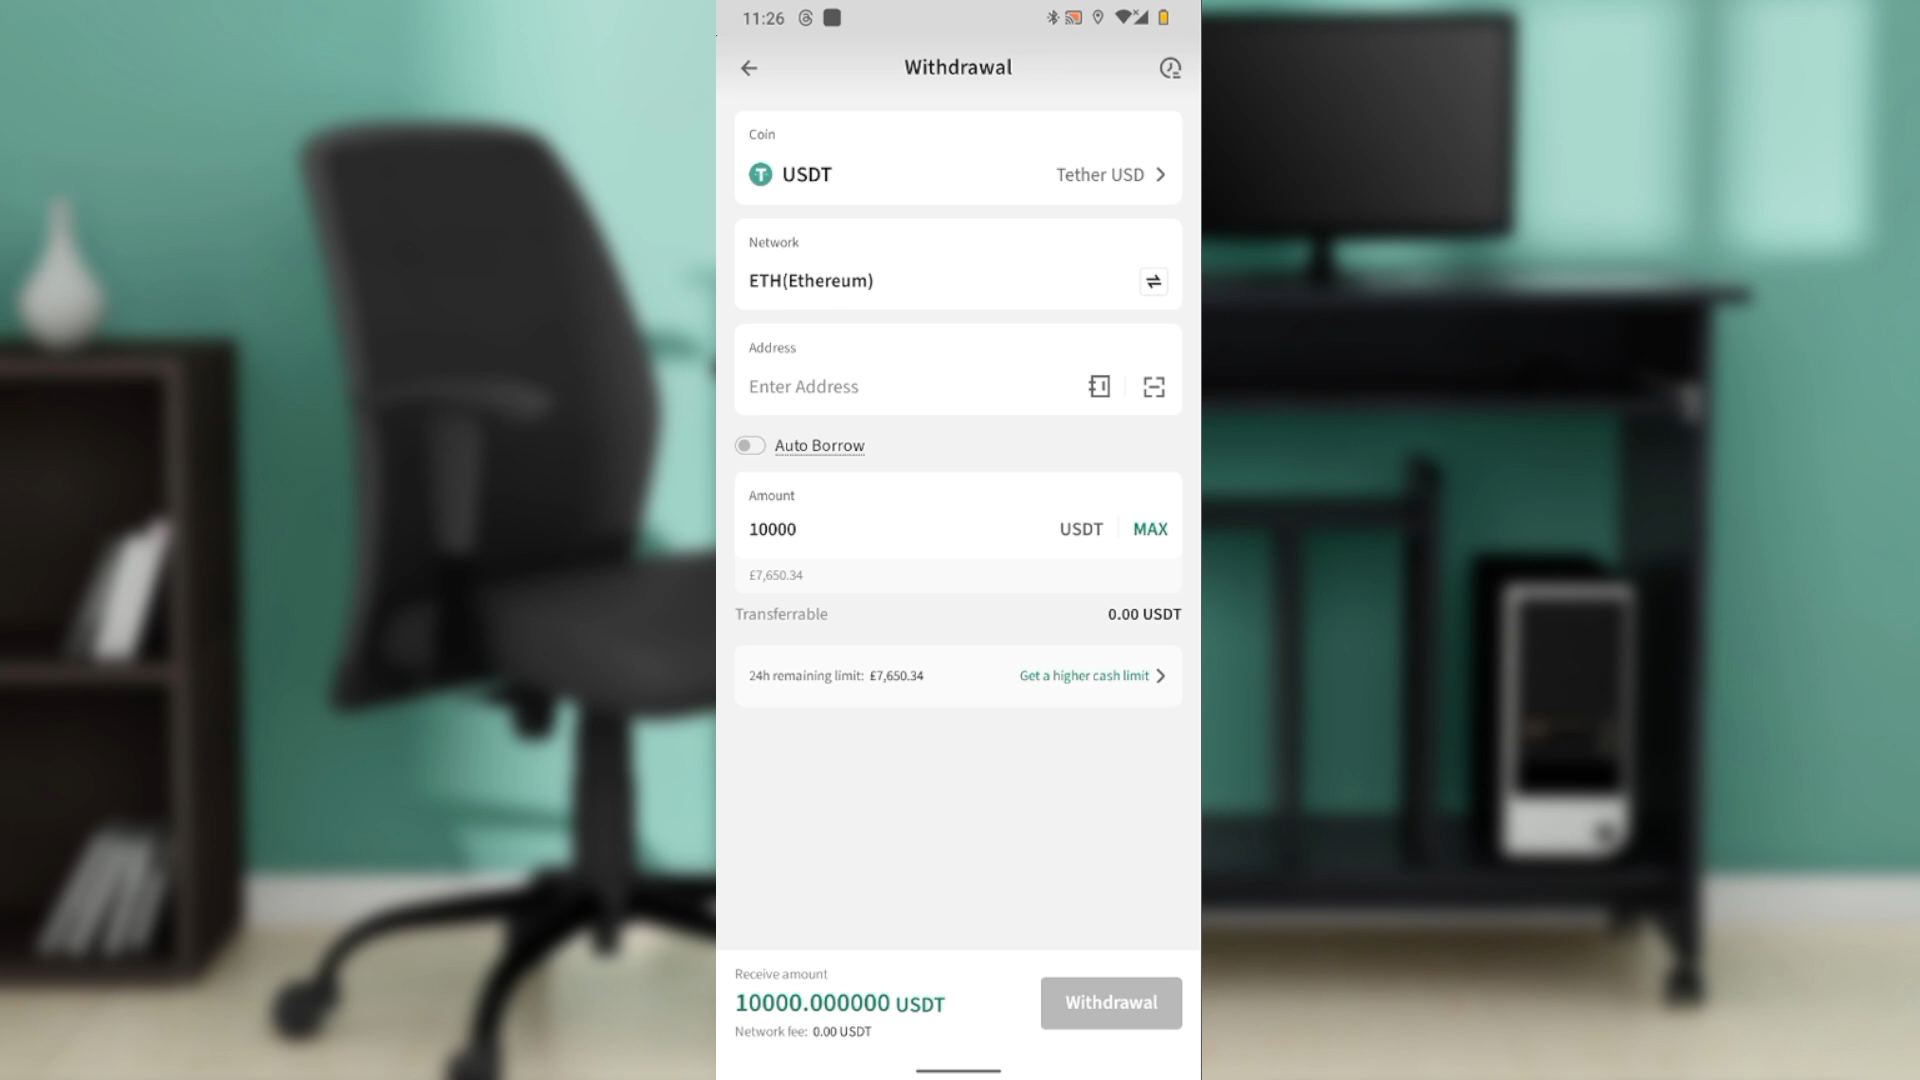 11:26
Withdrawal
Coin
USDT
Tether USD
Network
ETH(Ethereum)
Address
Enter Address
Auto Borrow
Amount
10000
USDT
MAX
£7,650.34
Transferrable
0.00 USDT
24h remaining limit: £7,650.34
Get a higher cash limit
Receive amount
10000.000000 USDT
Withdrawal
Network fee: 0.00 USDT